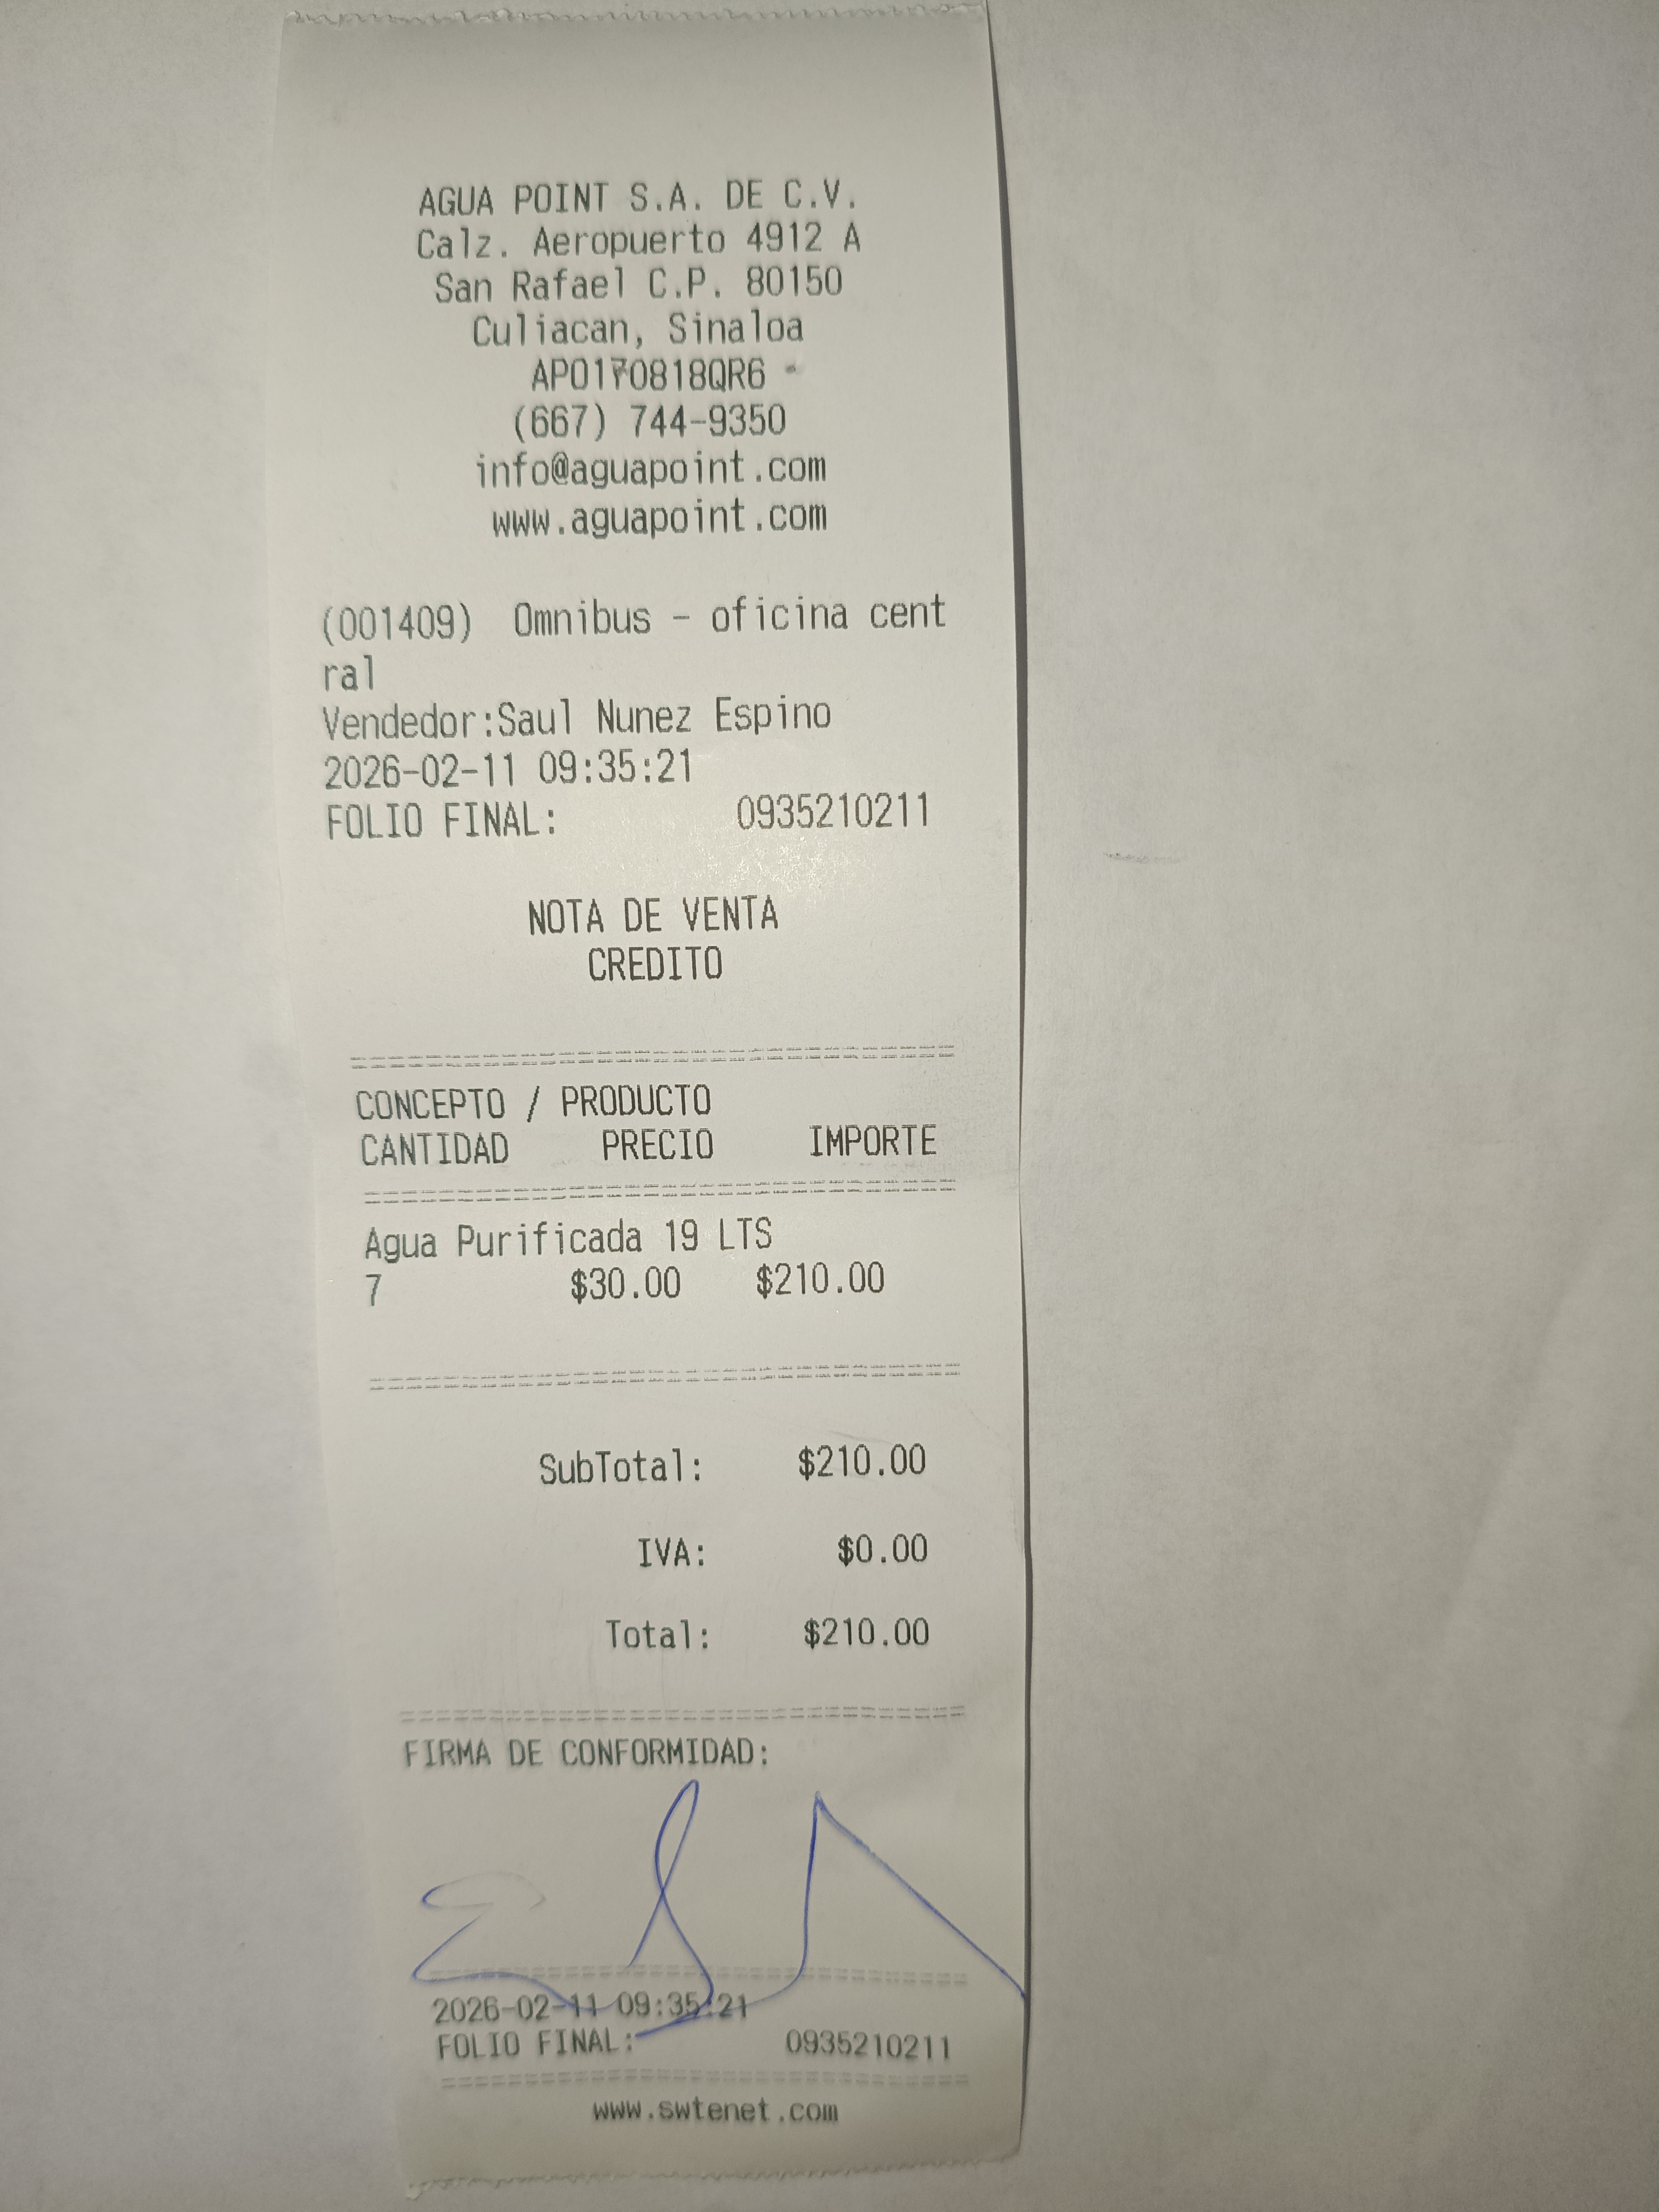 AGUA POINT S.A. DE C.V.
Calz. Aeropuerto 4912 A
San Rafael C.P. 80150
Culiacan, Sinaloa
APO170818QR6
(667) 744-9350
info@aguapoint.com
www.aguapoint.com
(001409) Omnibus - oficina cent
ral
Vendedor:Saul Nunez Espino
2026-02-11 09:35:21
FOLIO FINAL: 0935210211
NOTA DE VENTA
CREDITO
CONCEPTO / PRODUCTO
CANTIDAD PRECIO IMPORTE
Agua Purificada 19 LTS
7 $30.00 $210.00
SubTotal: $210.00
IVA: $0.00
Total: $210.00
FIRMA DE CONFORMIDAD:
2026-02-11 09:35:21
FOLIO FINAL: 0935210211
www.swtenet.com